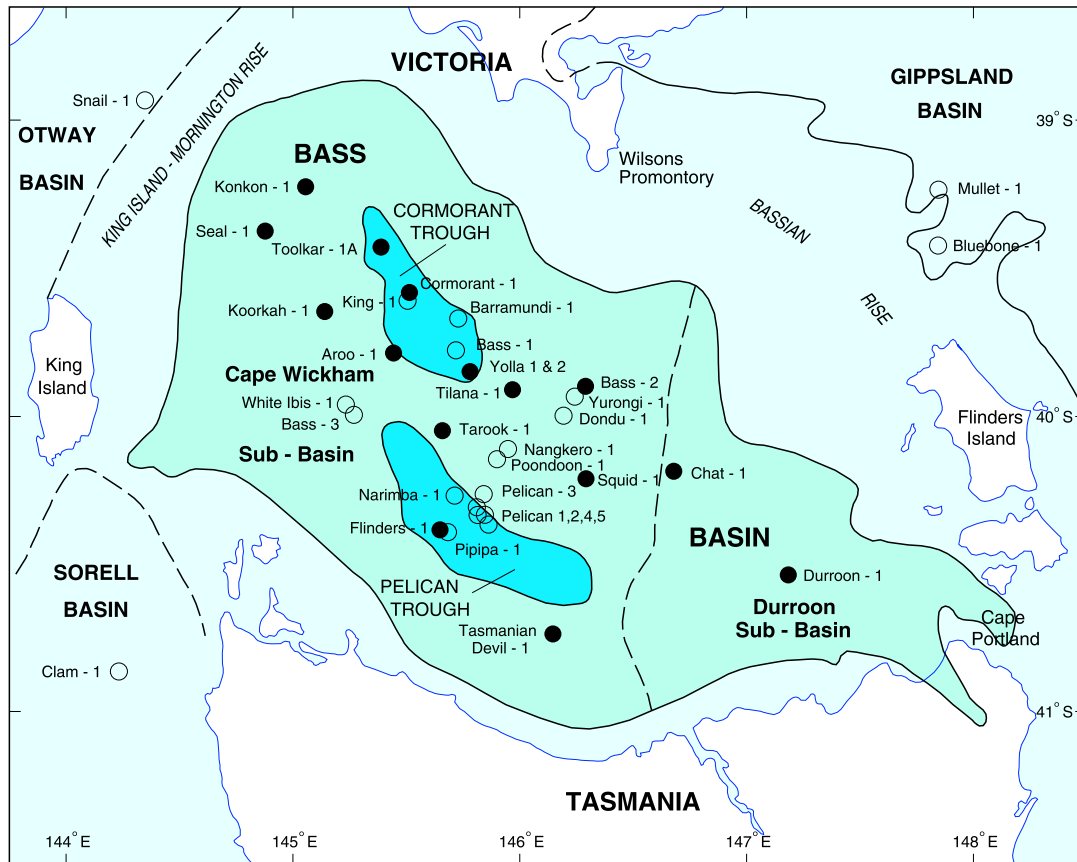 VICTORIA
GIPPSLAND
BASIN
Snail - 1
39° S
OTWAY
BASIN
KING ISLAND - MORNINGTON RISE
BASS
Wilsons
Promontory
Konkon - 1
Mullet - 1
CORMORANT
TROUGH
BASSIAN
RISE
Seal - 1
Toolkar - 1A
Bluebone - 1
Cormorant - 1
King - 1
Barramundi - 1
Koorkah - 1
Bass - 1
Aroo - 1
Yolla 1 & 2
King
Island
Cape Wickham
Sub - Basin
Tilana - 1
Bass - 2
Yurongi - 1
White Ibis - 1
Dondu - 1
Bass - 3
40° S
Flinders
Island
Tarook - 1
Nangkero - 1
Poondoon - 1
Squid - 1
Chat - 1
Narimba - 1
Pelican - 3
Pelican 1,2,4,5
Flinders - 1
Pipipa - 1
BASIN
SORELL
BASIN
PELICAN
TROUGH
Durroon - 1
Durroon
Sub - Basin
Cape
Portland
Tasmanian
Devil - 1
Clam - 1
41° S
TASMANIA
144° E
145° E
146° E
147° E
148° E